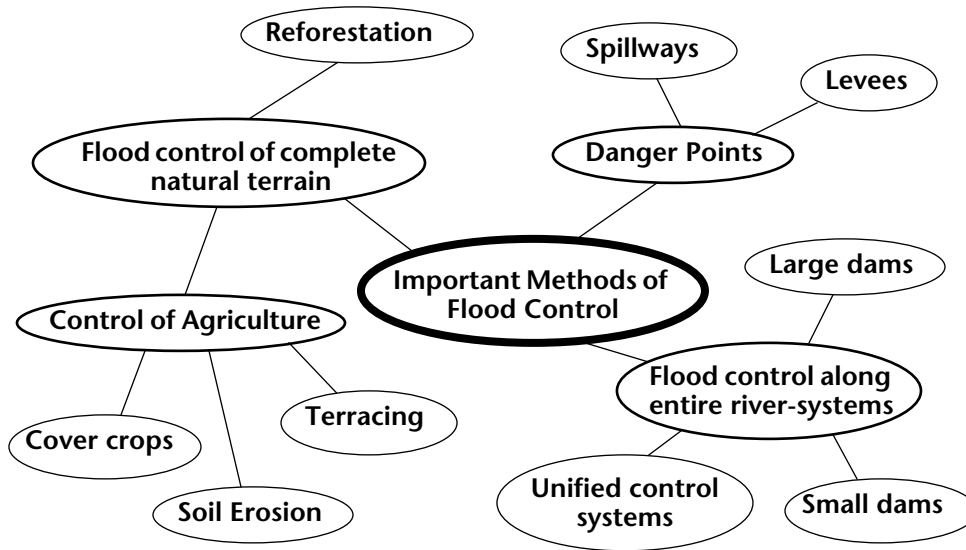 Reforestation
Spillways
Levees
Flood control of complete
natural terrain
Danger Points
Important Methods of
Flood Control
Large dams
Control of Agriculture
Flood control along
entire river-systems
Terracing
Cover crops
Unified control
systems
Small dams
Soil Erosion